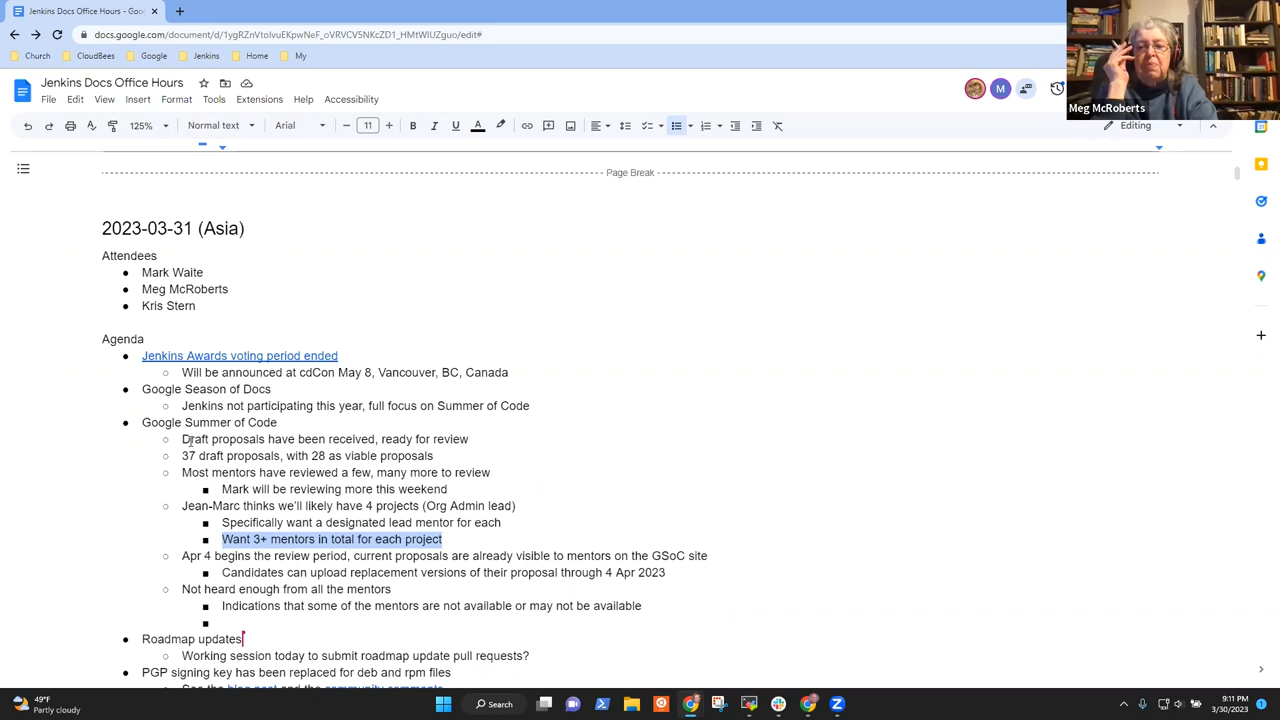 Jenkins Docs Office Hours - Goo
docs.google.com/document/d/1ygRZnVtoIvuEKpwNeF_oVRVCV5NKcZD1_HMtWIUZguo/edit#
Church CloudBees Google Jenkins Home My
Jenkins Docs Office Hours
File Edit View Insert Format Tools Extensions Help Accessibility
M
Meg McRoberts
125% Normal text Arial 11 B I U A Editing
Page Break
2023-03-31 (Asia)
Attendees
Mark Waite
Meg McRoberts
Kris Stern
Agenda
Jenkins Awards voting period ended
Will be announced at cdCon May 8, Vancouver, BC, Canada
Google Season of Docs
Jenkins not participating this year, full focus on Summer of Code
Google Summer of Code
Draft proposals have been received, ready for review
37 draft proposals, with 28 as viable proposals
Most mentors have reviewed a few, many more to review
Mark will be reviewing more this weekend
Jean-Marc thinks we'll likely have 4 projects (Org Admin lead)
Specifically want a designated lead mentor for each
Want 3+ mentors in total for each project
Apr 4 begins the review period, current proposals are already visible to mentors on the GSoC site
Candidates can upload replacement versions of their proposal through 4 Apr 2023
Not heard enough from all the mentors
Indications that some of the mentors are not available or may not be available
Roadmap updates
Working session today to submit roadmap update pull requests?
PGP signing key has been replaced for deb and rpm files
See the blog post and the community comments
49°F
Partly cloudy
Search
9:11 PM
3/30/2023